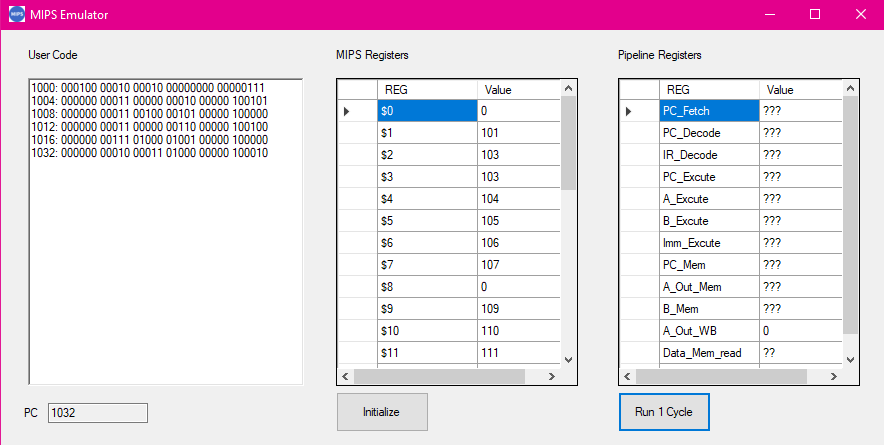 MIPS MIPS Emulator
User Code
1000: 000100 00010 00010 00000000 00000111
1004: 000000 00011 00000 00010 00000 100101
1008: 000000 00011 00100 00101 00000 100000
1012: 000000 00011 00000 00110 00000 100100
1016: 000000 00111 01000 01001 00000 100000
1032: 000000 00010 00011 01000 00000 100010
PC 1032
MIPS Registers
REG Value
$0 0
$1 101
$2 103
$3 103
$4 104
$5 105
$6 106
$7 107
$8 0
$9 109
$10 110
$11 111
Initialize
Pipeline Registers
REG Value
PC_Fetch ???
PC_Decode ???
IR_Decode ???
PC_Excute ???
A_Excute ???
B_Excute ???
Imm_Excute ???
PC_Mem ???
A_Out_Mem ???
B_Mem ???
A_Out_WB 0
Data_Mem_read ??
Run 1 Cycle